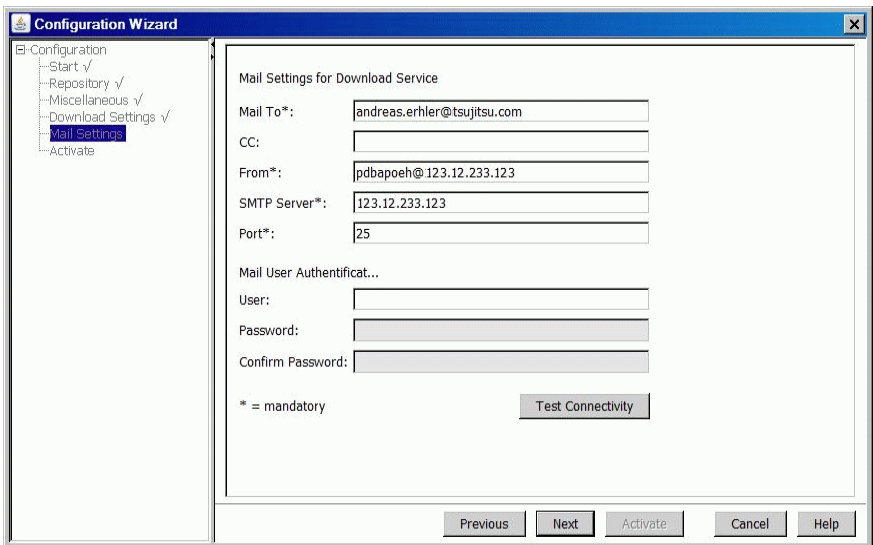 Configuration Wizard
Configuration
Start √
Repository √
Miscellaneous √
Download Settings √
Mail Settings
Activate
Mail Settings for Download Service
Mail To*: andreas.erhler@tsujitsu.com
CC:
From*: pdbapoeh@123.12.233.123
SMTP Server*: 123.12.233.123
Port*: 25
Mail User Authentificat...
User:
Password:
Confirm Password:
* = mandatory Test Connectivity
Previous Next Activate Cancel Help